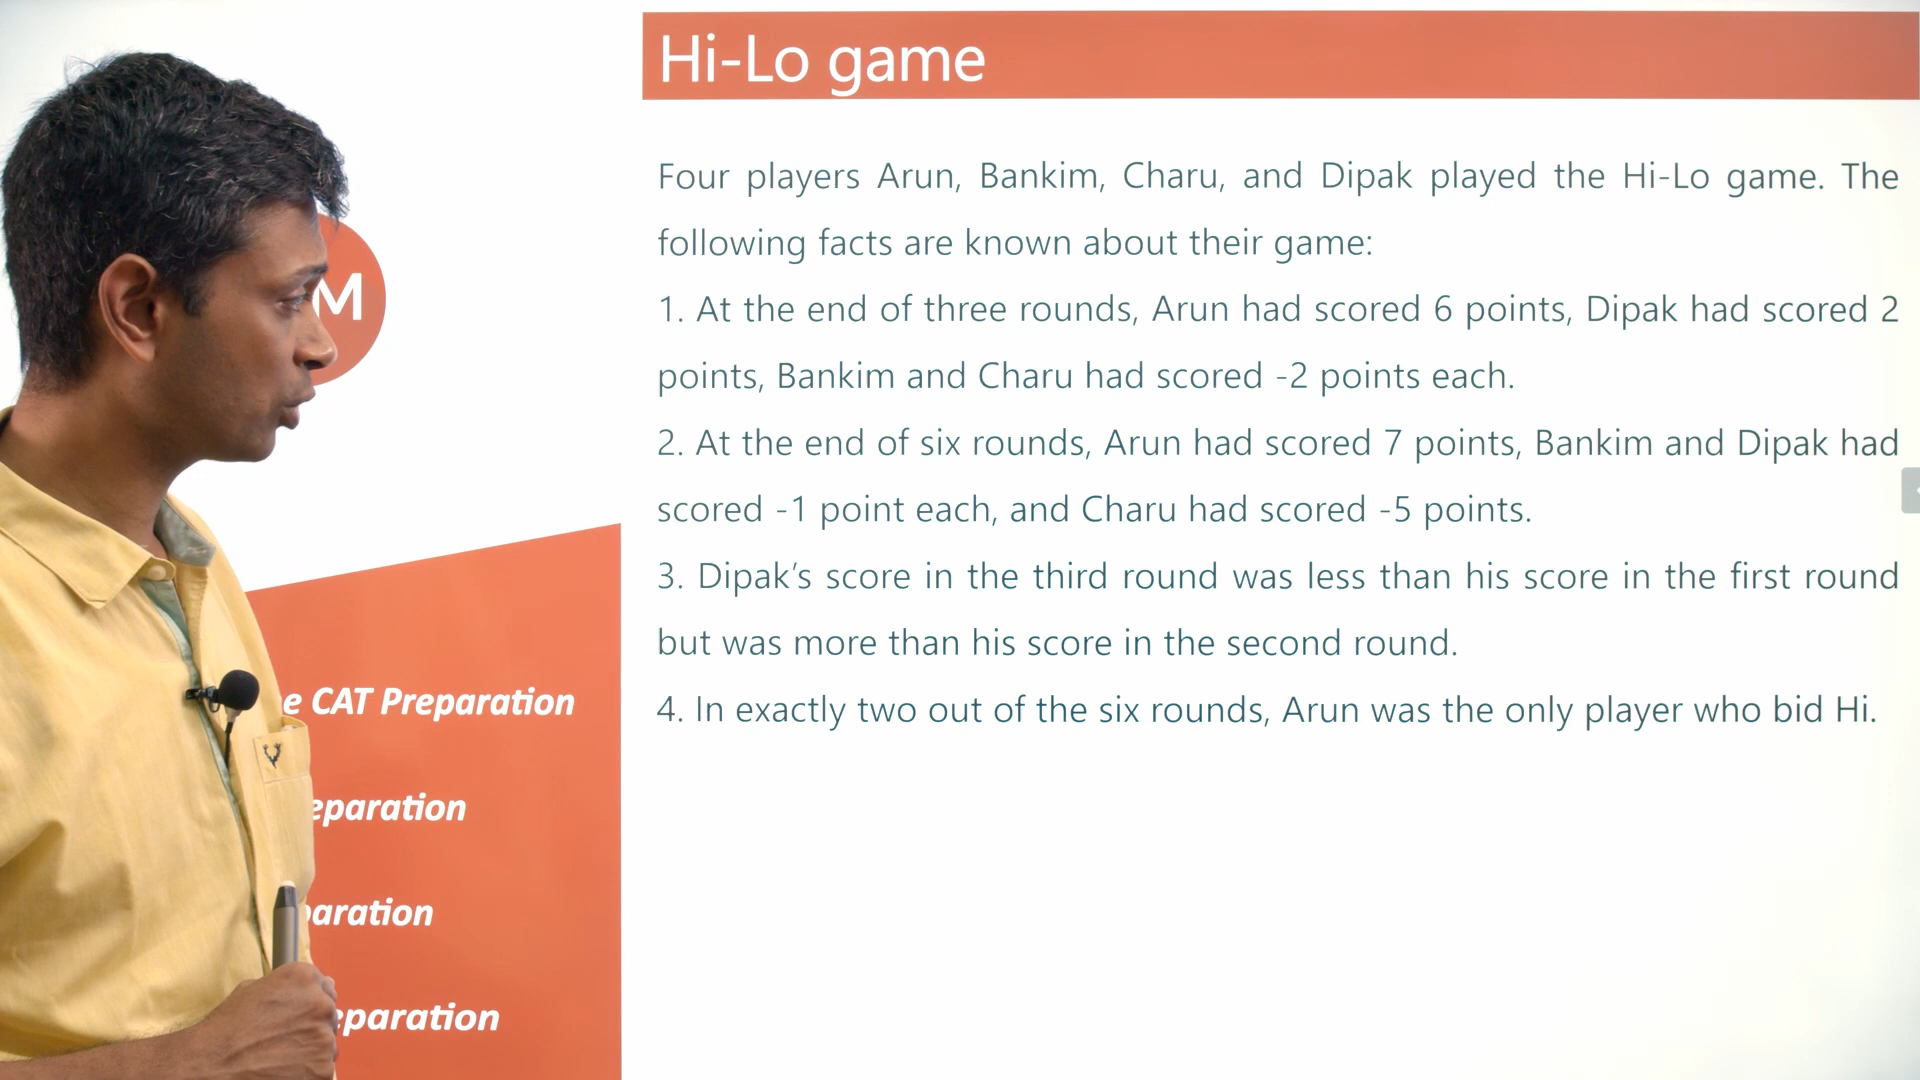 Hi-Lo game
Four players Arun, Bankim, Charu, and Dipak played the Hi-Lo game. The
following facts are known about their game:
1. At the end of three rounds, Arun had scored 6 points, Dipak had scored 2
points, Bankim and Charu had scored -2 points each.
2. At the end of six rounds, Arun had scored 7 points, Bankim and Dipak had
scored -1 point each, and Charu had scored -5 points.
3. Dipak’s score in the third round was less than his score in the first round
but was more than his score in the second round.
4. In exactly two out of the six rounds, Arun was the only player who bid Hi.
M
e CAT Preparation
eparation
paration
eparation